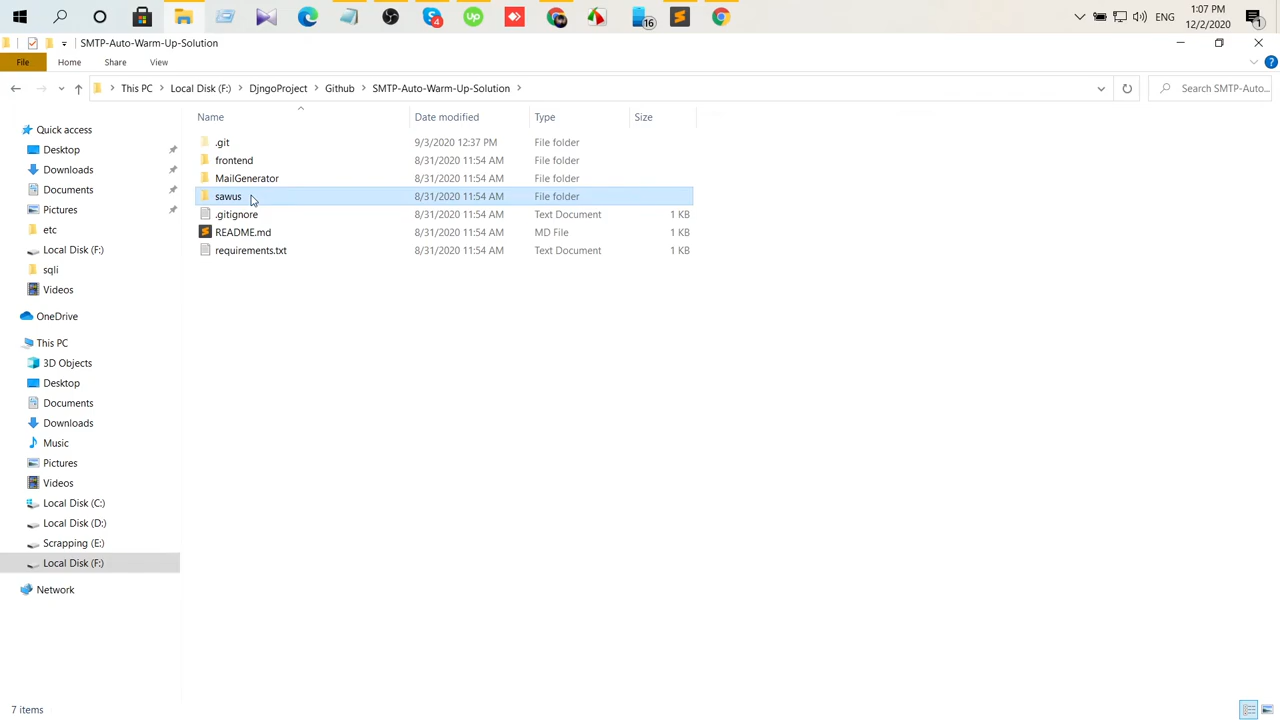 4
Up
16
ENG
1:07 PM
12/2/2020
1
SMTP-Auto-Warm-Up-Solution
File Home Share View
This PC Local Disk (F:) DjngoProject Github SMTP-Auto-Warm-Up-Solution
Search SMTP-Auto...
Name Date modified Type Size
.git 9/3/2020 12:37 PM File folder
frontend 8/31/2020 11:54 AM File folder
MailGenerator 8/31/2020 11:54 AM File folder
sawus 8/31/2020 11:54 AM File folder
.gitignore 8/31/2020 11:54 AM Text Document 1 KB
README.md 8/31/2020 11:54 AM MD File 1 KB
requirements.txt 8/31/2020 11:54 AM Text Document 1 KB
Quick access
Desktop
Downloads
Documents
Pictures
etc
Local Disk (F:)
sqli
Videos
OneDrive
This PC
3D Objects
Desktop
Documents
Downloads
Music
Pictures
Videos
Local Disk (C:)
Local Disk (D:)
Scrapping (E:)
Local Disk (F:)
Network
7 items